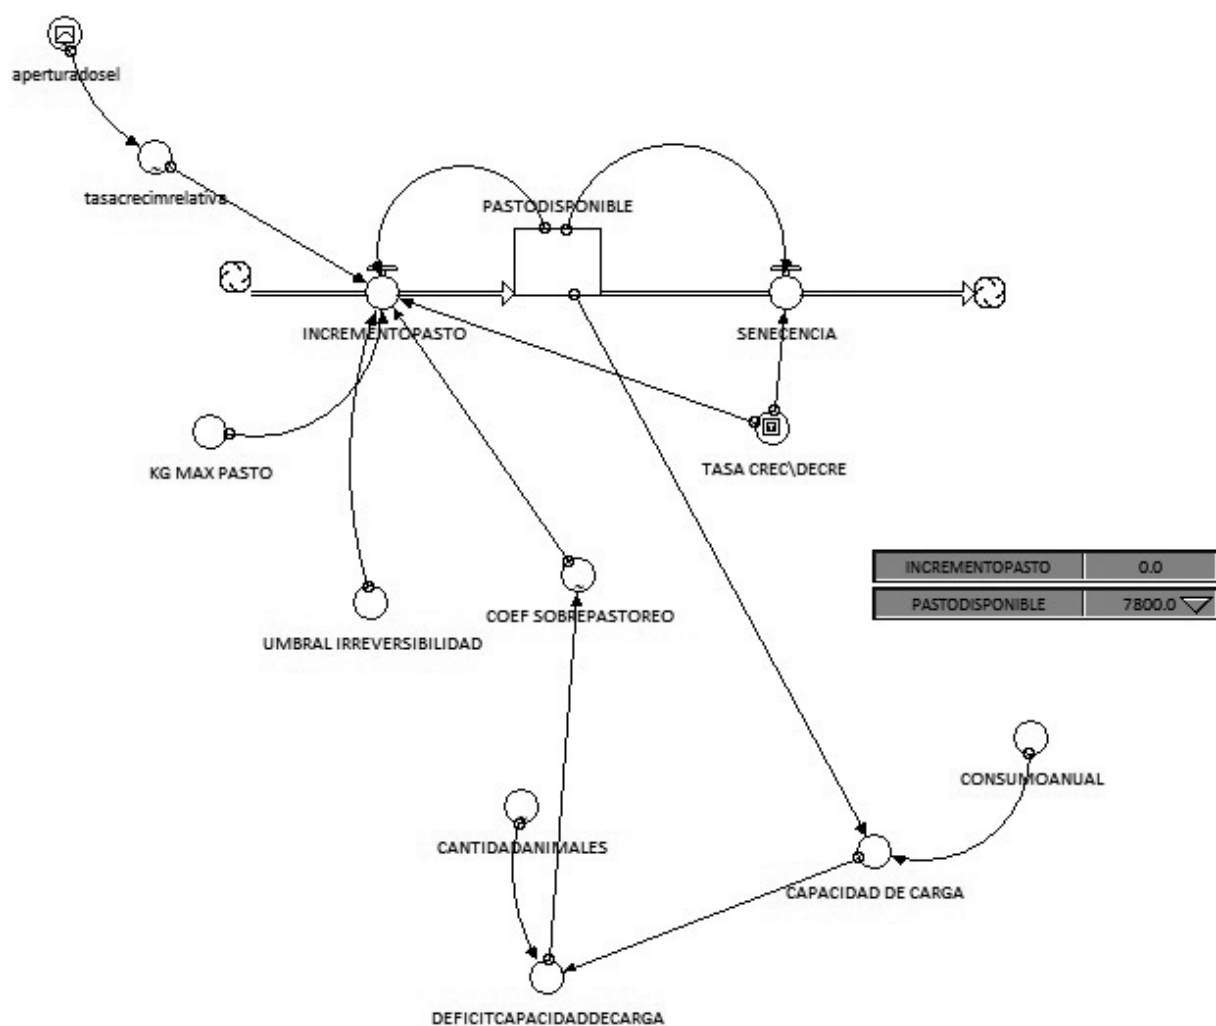 aperturadosel
tasacrecimrelativa
PASTODISPONIBLE
INCREMENTOPASTO
SENECENCIA
KG MAX PASTO
TASA CREC\DECRE
INCREMENTOPASTO 0.0
PASTODISPONIBLE 7800.0
COEF SOBREPASTOREO
UMBRAL IRREVERSIBILIDAD
CONSUMOANUAL
CANTIDADANIMALES
CAPACIDAD DE CARGA
DEFICITCAPACIDADDECARGA